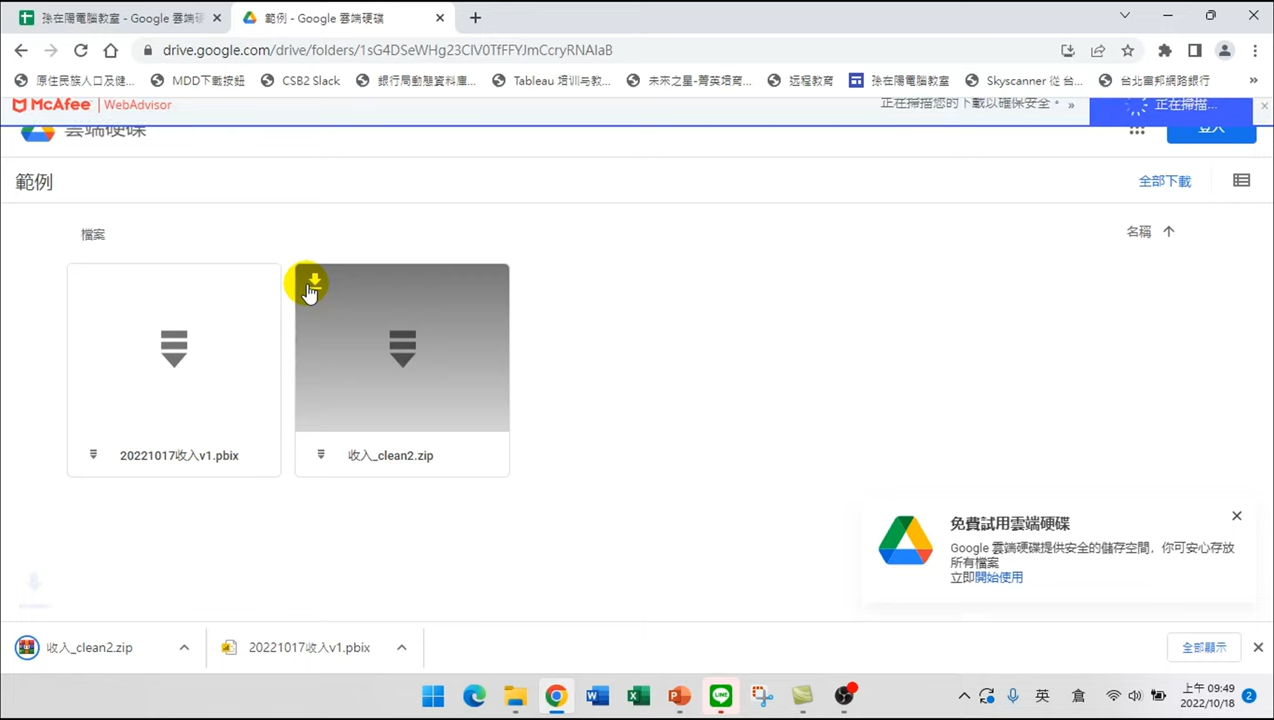 孫在陽電腦教室 - Google 雲端硬
範例 - Google 雲端硬碟
drive.google.com/drive/folders/1sG4DSeWHg23CIV0TfFFYJmCcryRNAIaB
原住民族人口及健...
MDD下載按鈕
CSB2 Slack
銀行局動態資料庫...
Tableau 培训与教...
未來之星-菁英培育...
远程教育
孫在陽電腦教室
Skyscanner 從 台...
台北富邦網路銀行
»
McAfee | WebAdvisor
正在掃描您的下載以確保安全。 »
正在掃描...
雲端硬碟
登入
範例
全部下載
檔案
名稱
20221017收入v1.pbix
收入_clean2.zip
免費試用雲端硬碟
Google 雲端硬碟提供安全的儲存空間，你可安心存放
所有檔案
立即開始使用
收入_clean2.zip
20221017收入v1.pbix
全部顯示
英
倉
上午 09:49
2022/10/18
2